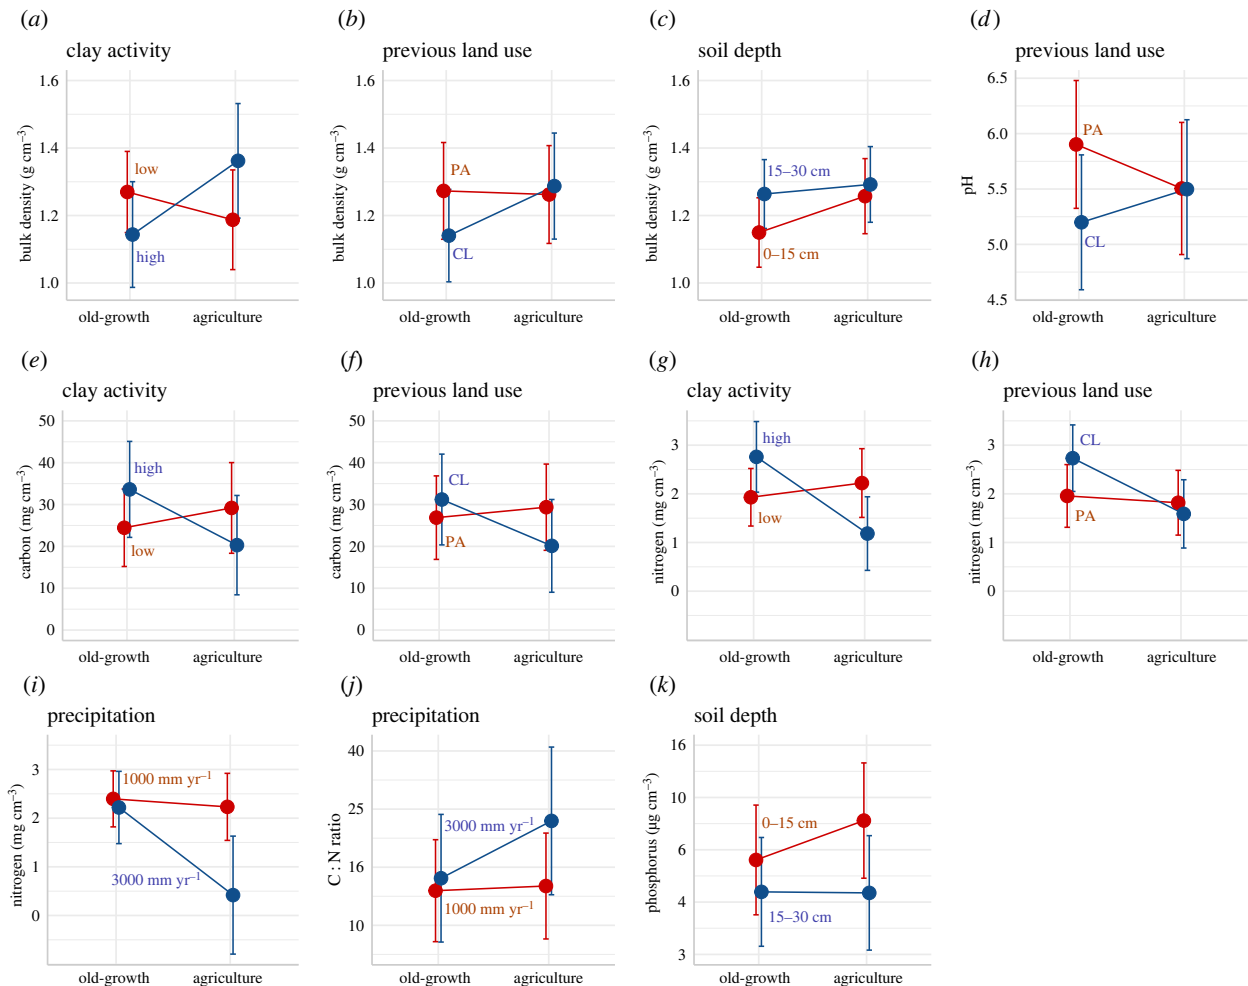 (a)
clay activity
bulk density (g cm⁻³)
1.6
1.4
1.2
1.0
low
high
old-growth
agriculture
(b)
previous land use
bulk density (g cm⁻³)
1.6
1.4
1.2
1.0
PA
CL
old-growth
agriculture
(c)
soil depth
bulk density (g cm⁻³)
1.6
1.4
1.2
1.0
15–30 cm
0–15 cm
old-growth
agriculture
(d)
previous land use
pH
6.5
6.0
5.5
5.0
4.5
PA
CL
old-growth
agriculture
(e)
clay activity
carbon (mg cm⁻³)
50
40
30
20
10
0
high
low
old-growth
agriculture
(f)
previous land use
carbon (mg cm⁻³)
50
40
30
20
10
0
CL
PA
old-growth
agriculture
(g)
clay activity
nitrogen (mg cm⁻³)
3
2
1
0
high
low
old-growth
agriculture
(h)
previous land use
nitrogen (mg cm⁻³)
3
2
1
0
CL
PA
old-growth
agriculture
(i)
precipitation
nitrogen (mg cm⁻³)
3
2
1
0
1000 mm yr⁻¹
3000 mm yr⁻¹
old-growth
agriculture
(j)
precipitation
C : N ratio
40
25
16
10
3000 mm yr⁻¹
1000 mm yr⁻¹
old-growth
agriculture
(k)
soil depth
phosphorus (µg cm⁻³)
16
10
6
4
3
0–15 cm
15–30 cm
old-growth
agriculture